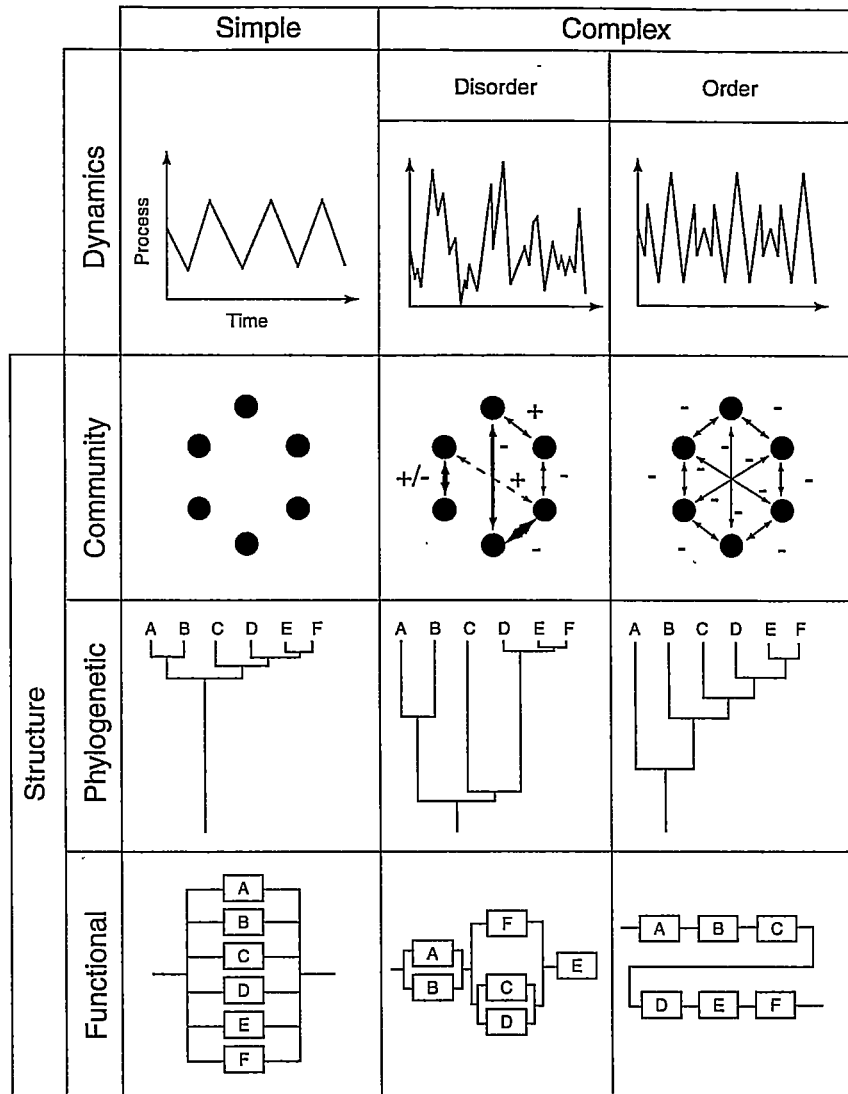 Simple
Complex
Disorder
Order
Dynamics
Process
Time
Structure
Community
+
-
+/-
+
-
-
- -
-
- -
- -
- -
-
- -
Phylogenetic
A B C D E F
A B C D E F
A B C D E F
Functional
A
B
C
D
E
F
A
B
F
C
D
E
A B C
D E F